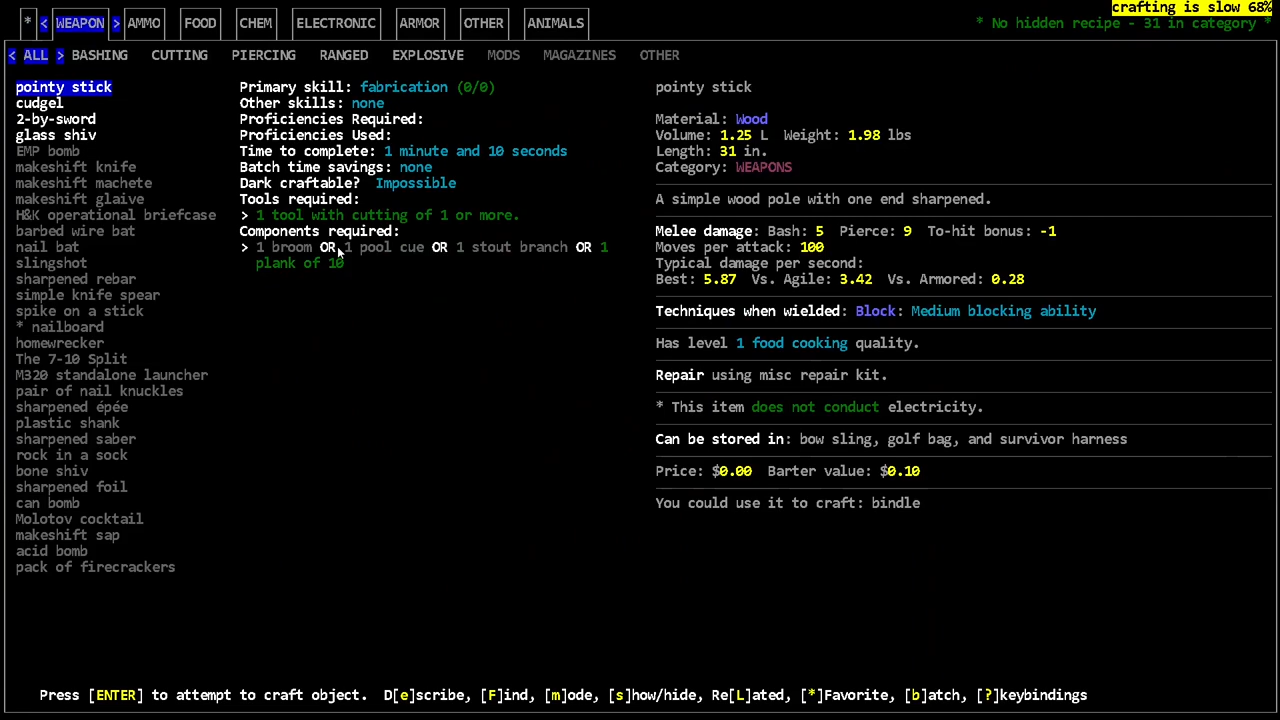 crafting is slow 68%
* < WEAPON > AMMO FOOD CHEM ELECTRONIC ARMOR OTHER ANIMALS
* No hidden recipe - 31 in category *
< ALL > BASHING CUTTING PIERCING RANGED EXPLOSIVE MODS MAGAZINES OTHER
pointy stick
cudgel
2-by-sword
glass shiv
EMP bomb
makeshift knife
makeshift machete
makeshift glaive
H&K operational briefcase
barbed wire bat
nail bat
slingshot
sharpened rebar
simple knife spear
spike on a stick
* nailboard
homewrecker
The 7-10 Split
M320 standalone launcher
pair of nail knuckles
sharpened épée
plastic shank
sharpened saber
rock in a sock
bone shiv
sharpened foil
can bomb
Molotov cocktail
makeshift sap
acid bomb
pack of firecrackers
Primary skill: fabrication (0/0)
Other skills: none
Proficiencies Required:
Proficiencies Used:
Time to complete: 1 minute and 10 seconds
Batch time savings: none
Dark craftable? Impossible
Tools required:
> 1 tool with cutting of 1 or more.
Components required:
> 1 broom OR 1 pool cue OR 1 stout branch OR 1
plank of 10
pointy stick
Material: Wood
Volume: 1.25 L Weight: 1.98 lbs
Length: 31 in.
Category: WEAPONS
A simple wood pole with one end sharpened.
Melee damage: Bash: 5 Pierce: 9 To-hit bonus: -1
Moves per attack: 100
Typical damage per second:
Best: 5.87 Vs. Agile: 3.42 Vs. Armored: 0.28
Techniques when wielded: Block: Medium blocking ability
Has level 1 food cooking quality.
Repair using misc repair kit.
* This item does not conduct electricity.
Can be stored in: bow sling, golf bag, and survivor harness
Price: $0.00 Barter value: $0.10
You could use it to craft: bindle
Press [ENTER] to attempt to craft object. D[e]scribe, [F]ind, [m]ode, [s]how/hide, Re[L]ated, [*]Favorite, [b]atch, [?]keybindings